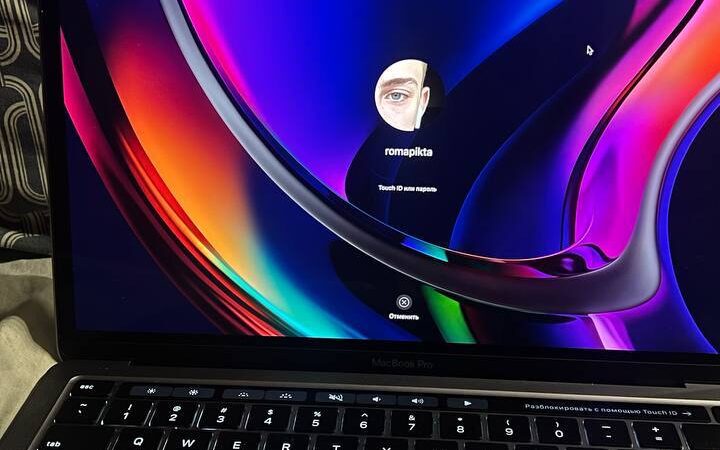 romapikta
Touch ID или пароль
Отменить
MacBook Pro
esc
Разблокировать с помощью Touch ID →
~ ! @ # $ % ^ & * ( ) _ +
1 2 3 4 5 6 7 8 9 0 - =
tab Q W E R T Y U I O P